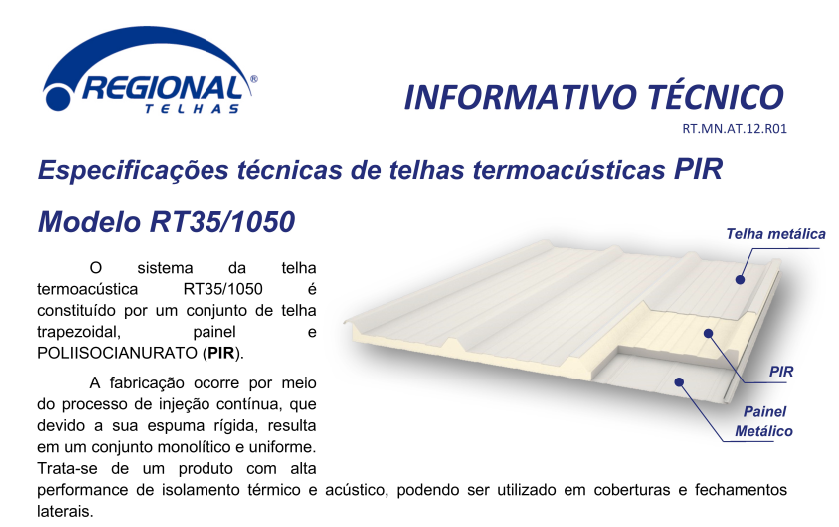 REGIONAL®
TELHAS
INFORMATIVO TÉCNICO
RT.MN.AT.12.R01
Especificações técnicas de telhas termoacústicas PIR
Modelo RT35/1050
O sistema da telha
termoacústica RT35/1050 é
constituído por um conjunto de telha
trapezoidal, painel e
POLIISOCIANURATO (PIR).
A fabricação ocorre por meio
do processo de injeção contínua, que
devido a sua espuma rígida, resulta
em um conjunto monolítico e uniforme.
Trata-se de um produto com alta
performance de isolamento térmico e acústico, podendo ser utilizado em coberturas e fechamentos
laterais.
Telha metálica
PIR
Painel
Metálico